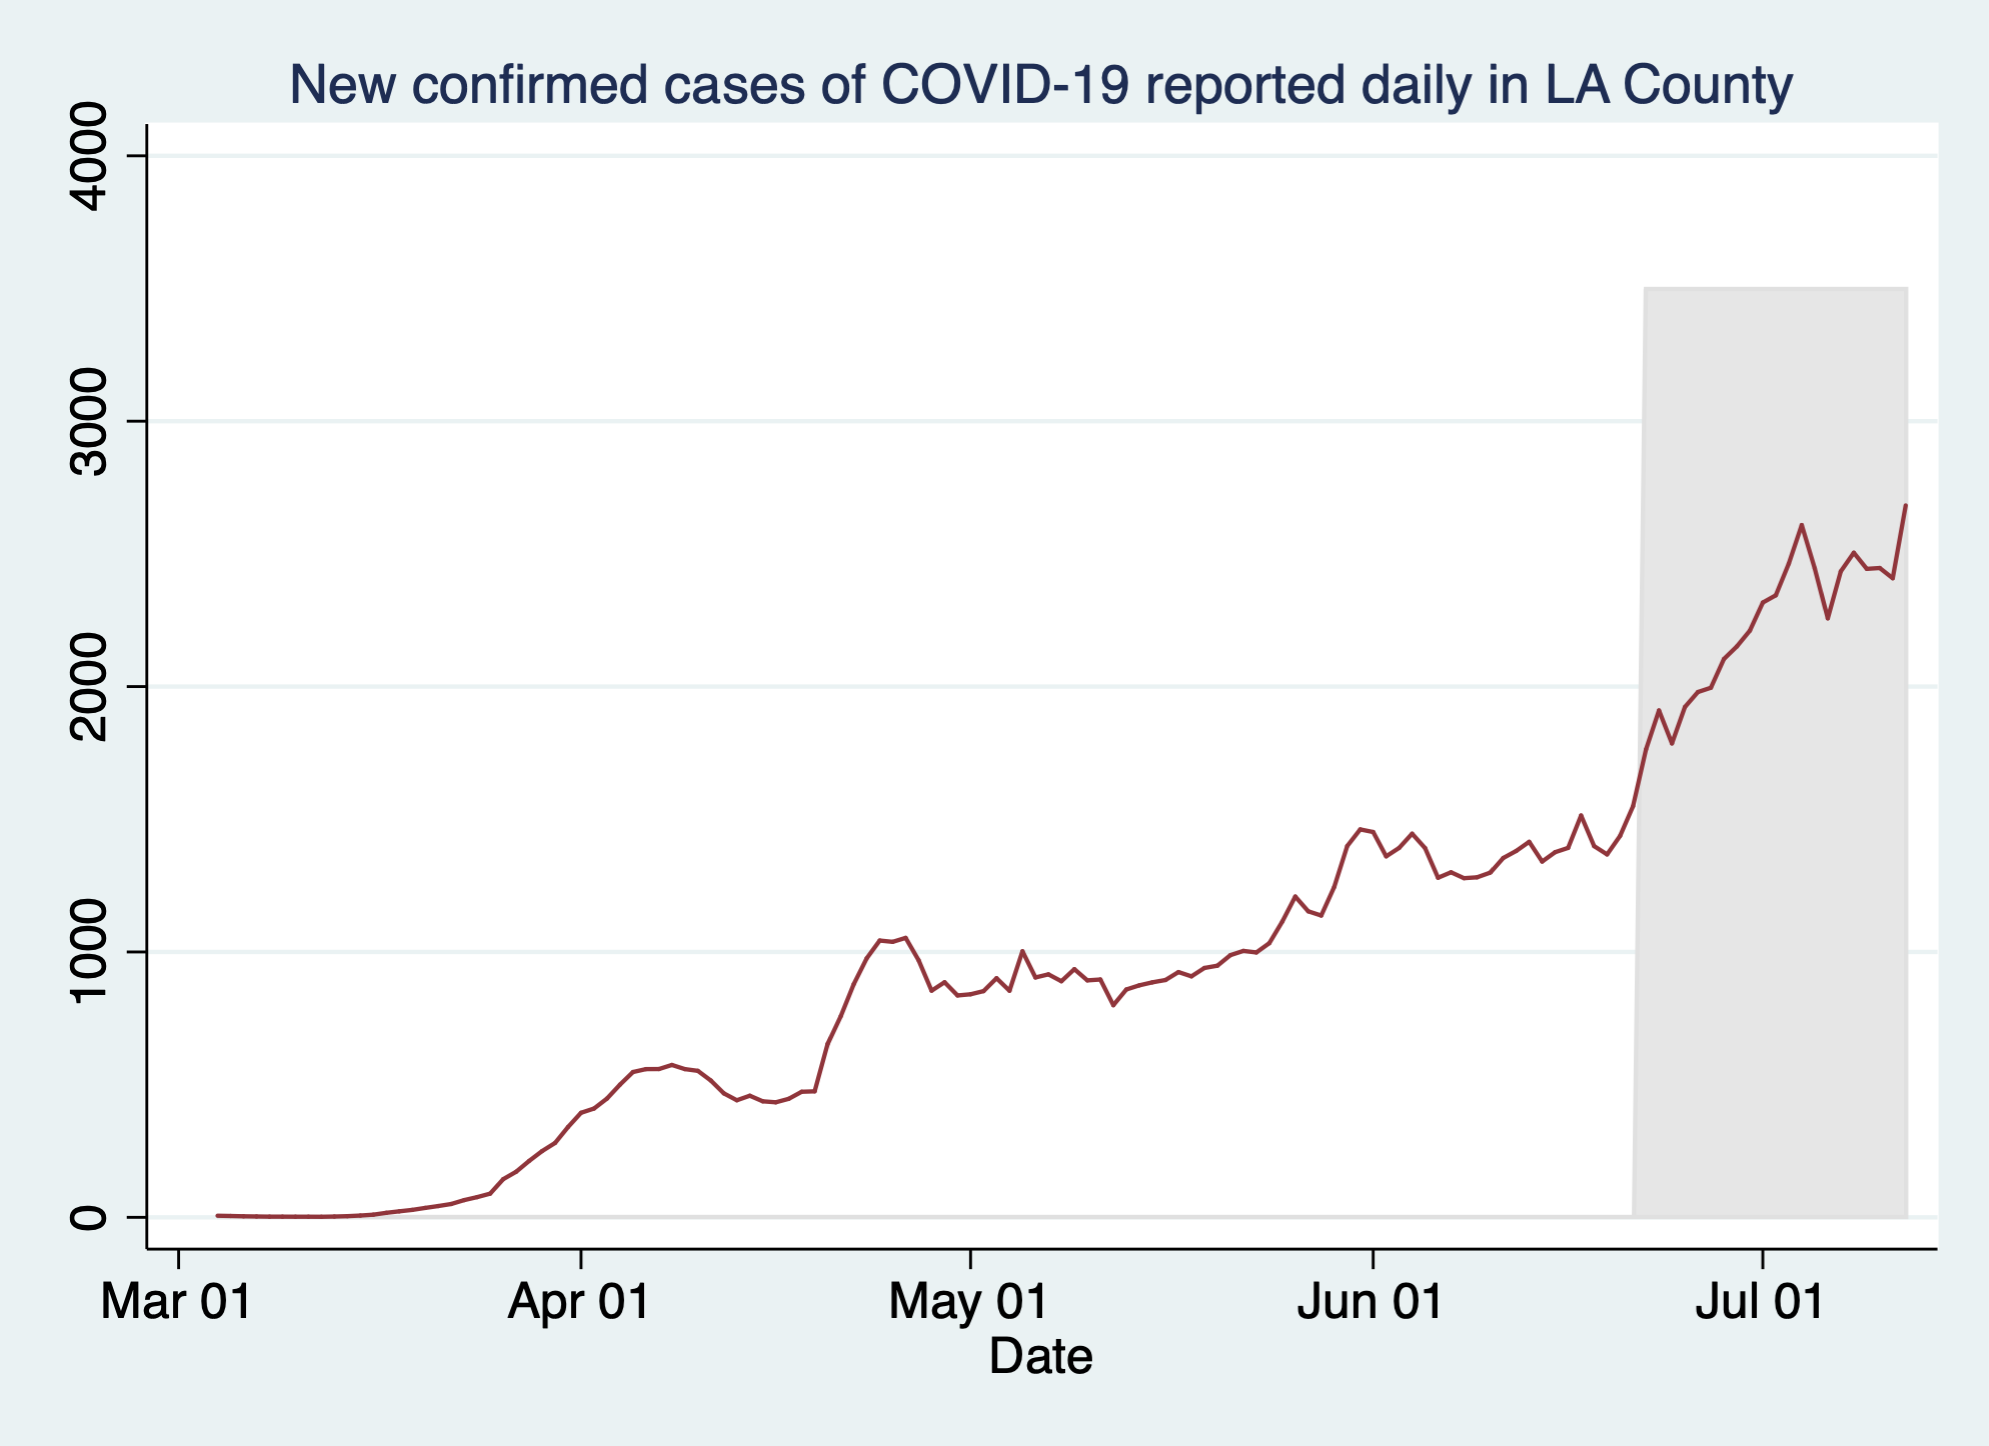 New confirmed cases of COVID-19 reported daily in LA County
4000
3000
2000
1000
0
Mar 01 Apr 01 May 01 Jun 01 Jul 01
Date